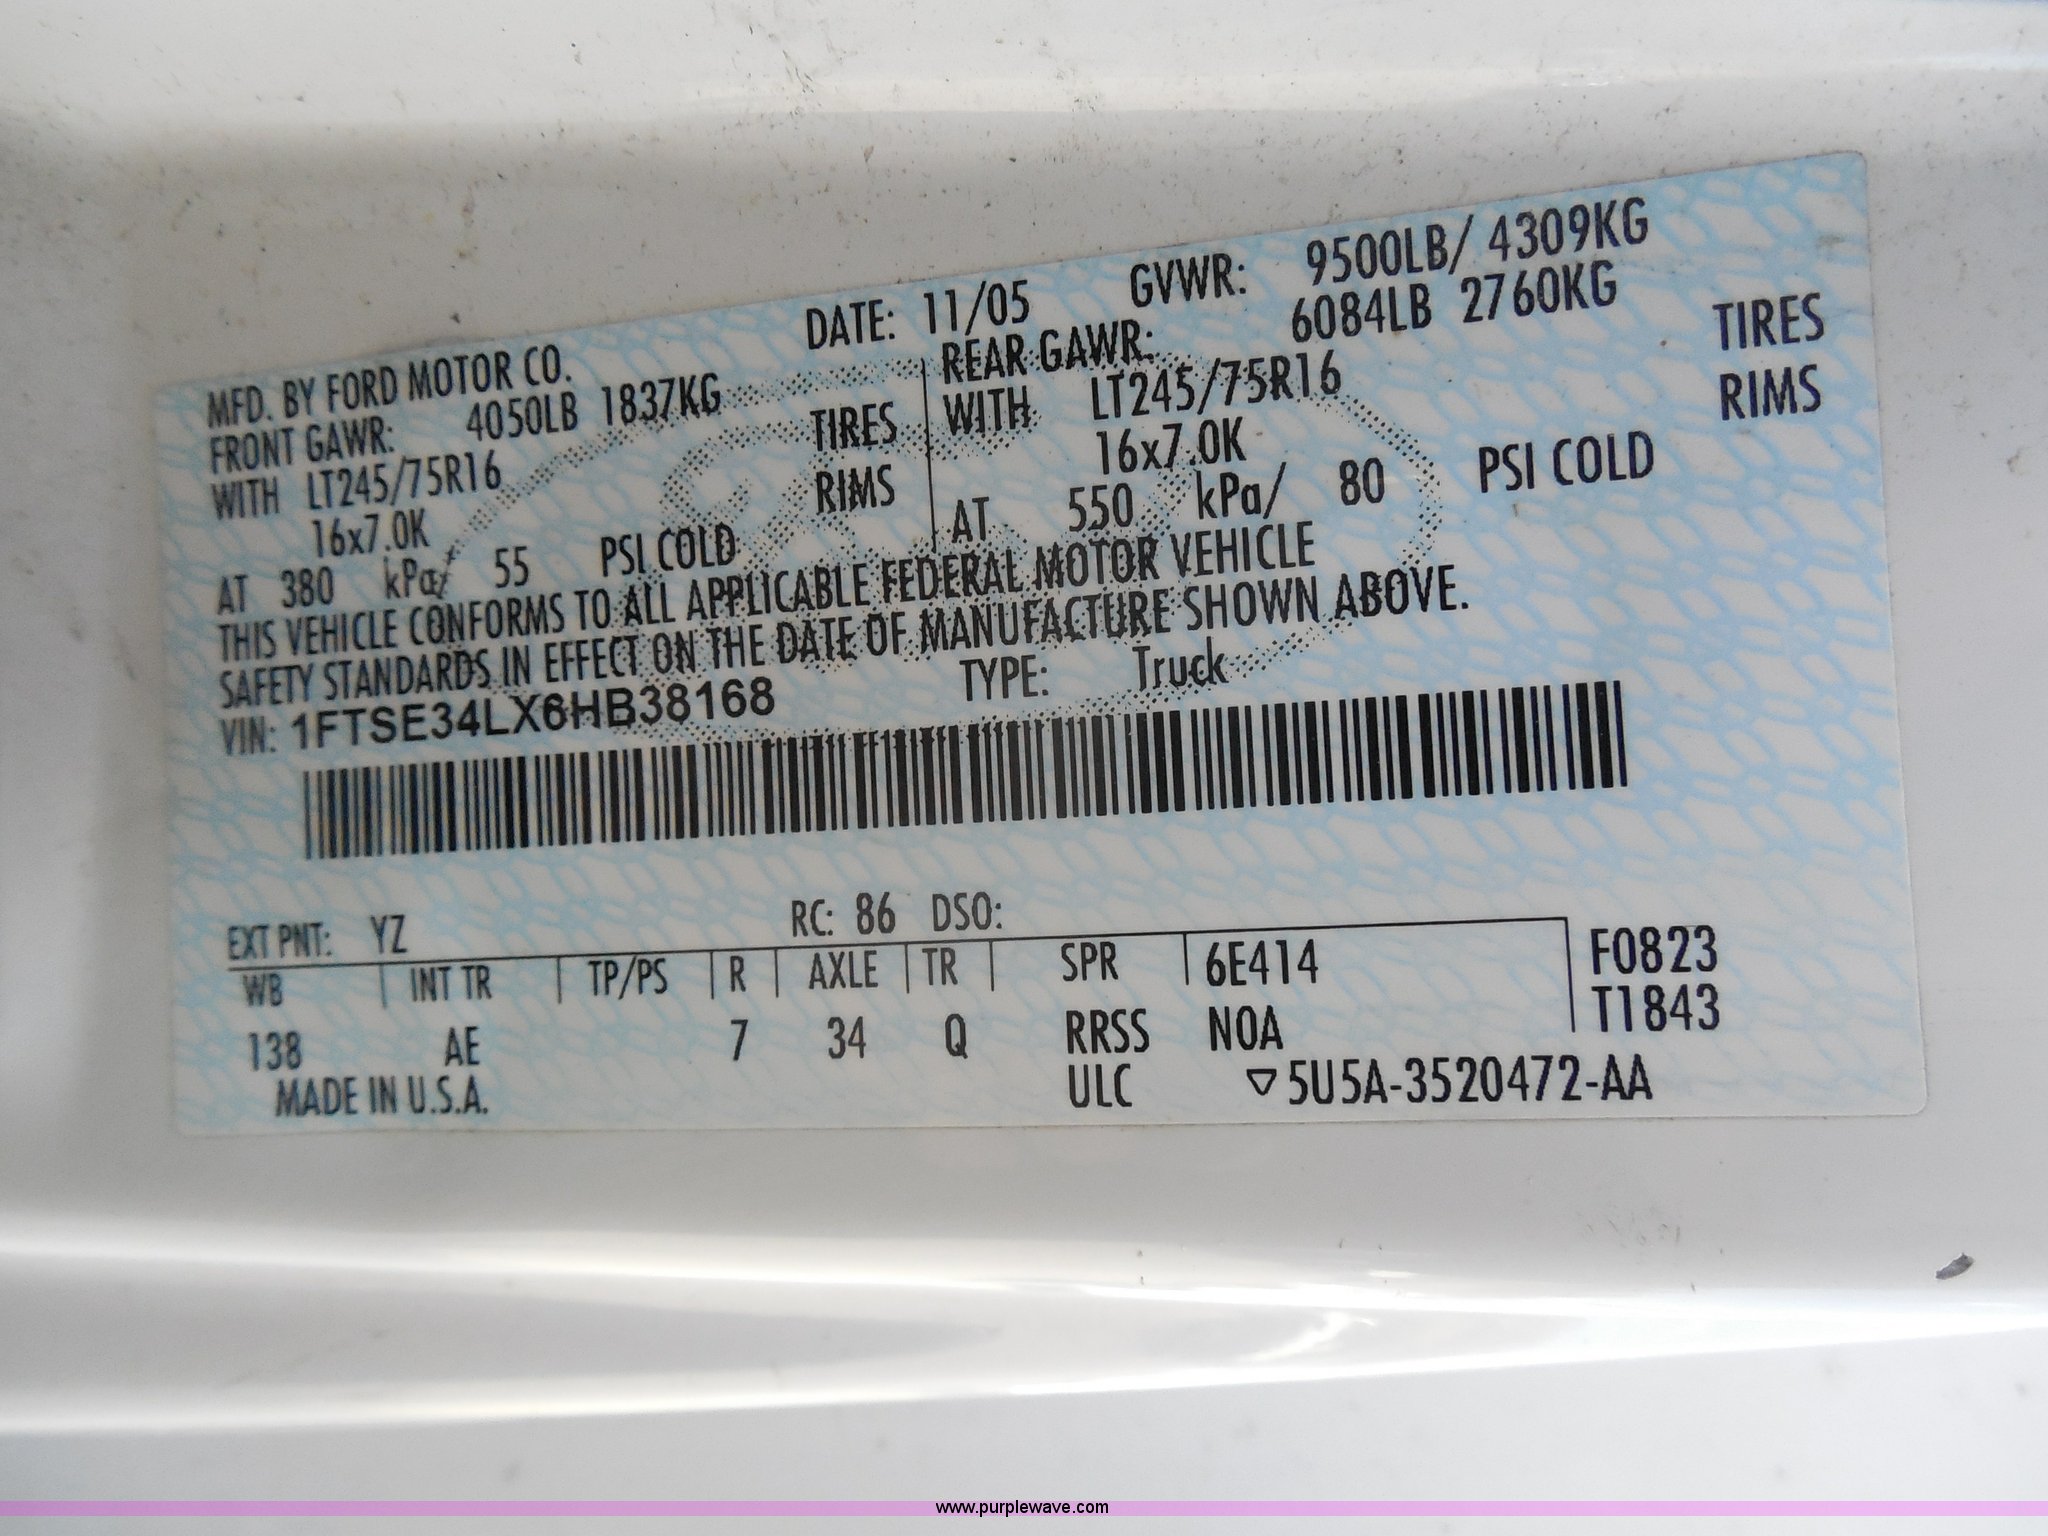 MFD. BY FORD MOTOR CO. DATE: 11/05 GVWR: 9500LB/ 4309KG
FRONT GAWR: 4050LB 1837KG REAR GAWR: 6084LB 2760KG
WITH LT245/75R16 TIRES WITH LT245/75R16 TIRES
16x7.0K RIMS 16x7.0K RIMS
AT 380 kPa/ 55 PSI COLD AT 550 kPa/ 80 PSI COLD
THIS VEHICLE CONFORMS TO ALL APPLICABLE FEDERAL MOTOR VEHICLE
SAFETY STANDARDS IN EFFECT ON THE DATE OF MANUFACTURE SHOWN ABOVE.
VIN: 1FTSE34LX6HB38168 TYPE: Truck
EXT PNT: YZ RC: 86 DSO:
WB INT TR TP/PS R AXLE TR SPR 6E414 F0823
138 AE 7 34 Q RRSS NOA T1843
MADE IN U.S.A. ULC ▽5U5A-3520472-AA
www.purplewave.com